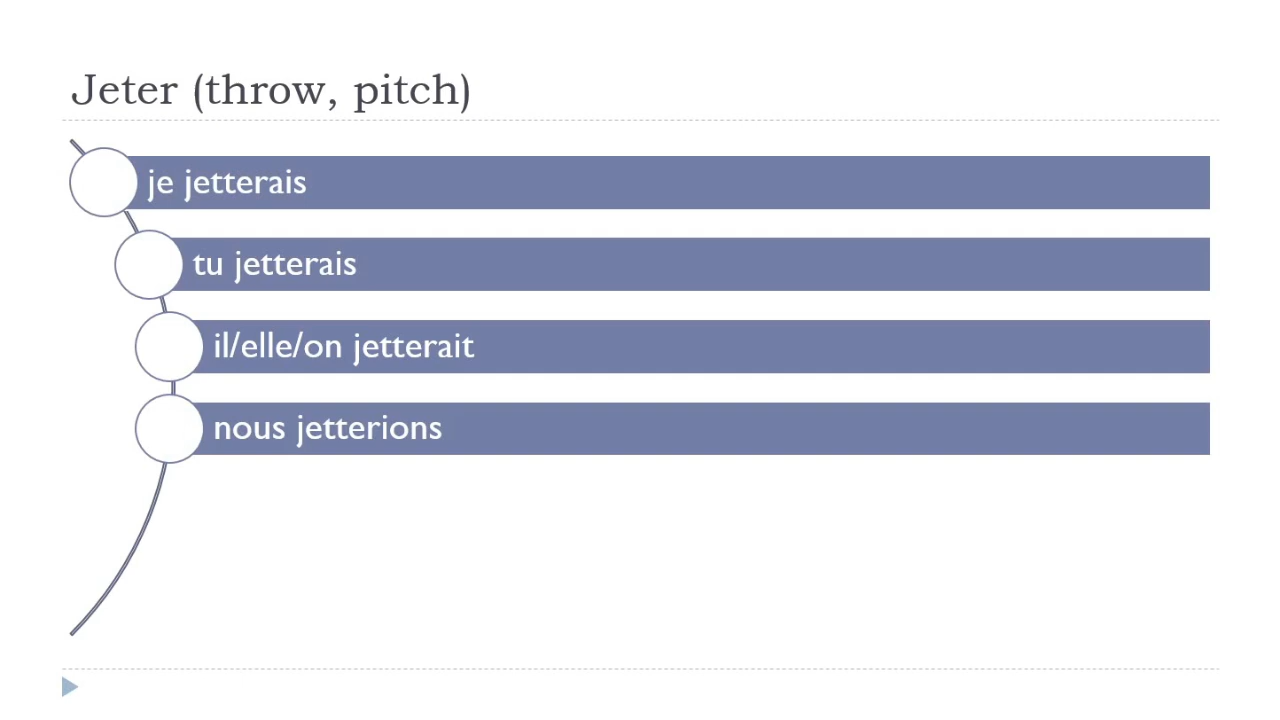 Jeter (throw, pitch)
je jetterais
tu jetterais
il/elle/on jetterait
nous jetterions